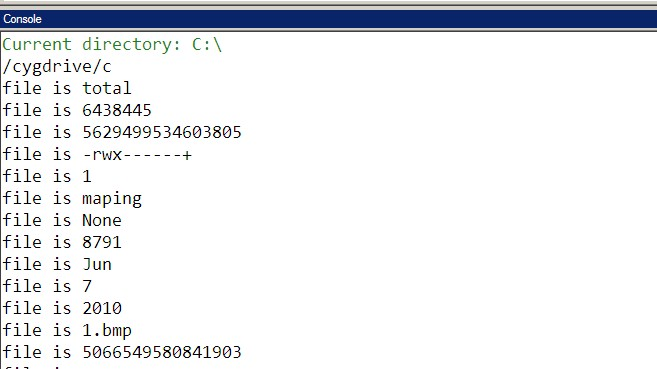 Console
Current directory: C:\
/cygdrive/c
file is total
file is 6438445
file is 5629499534603805
file is -rwx------+
file is 1
file is maping
file is None
file is 8791
file is Jun
file is 7
file is 2010
file is 1.bmp
file is 5066549580841903